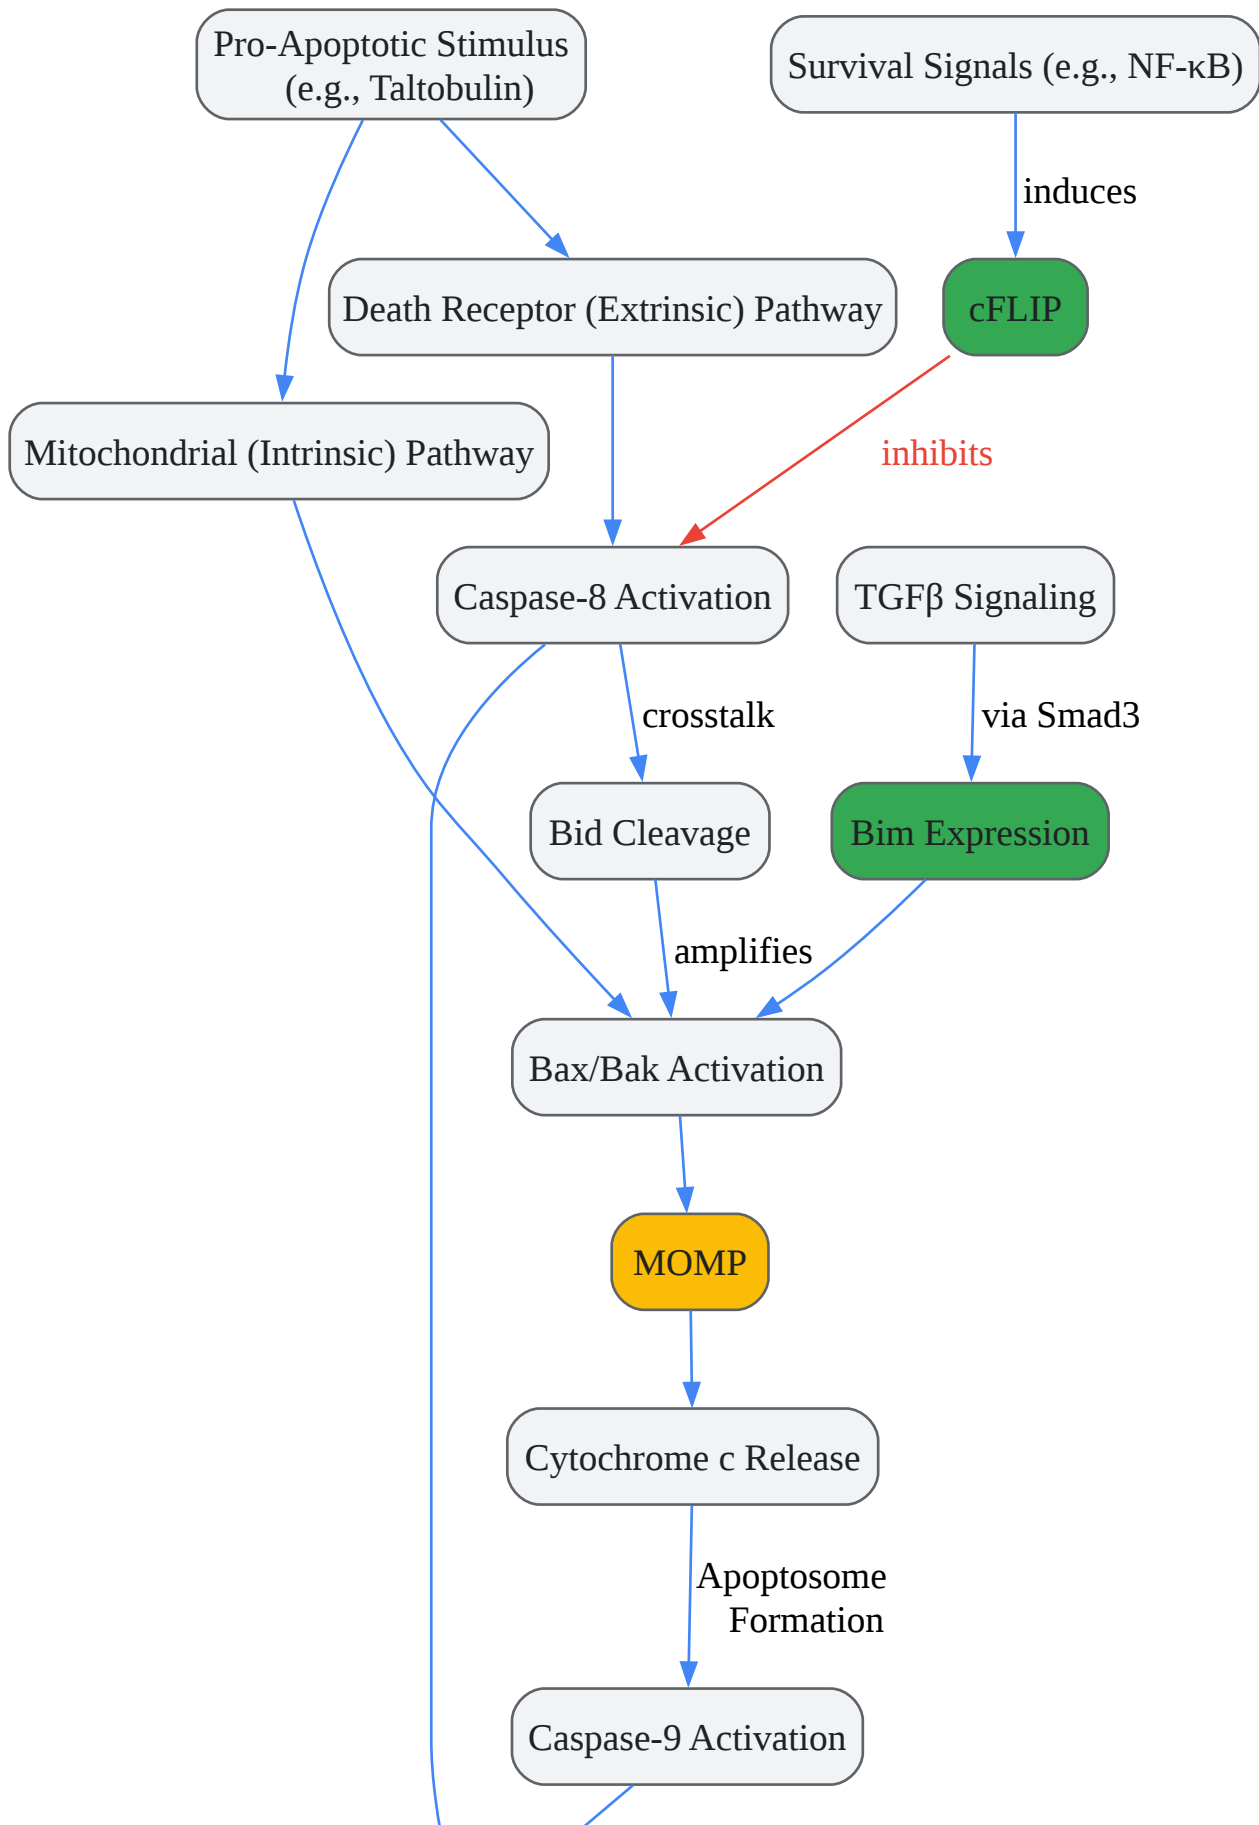 Pro-Apoptotic Stimulus
(e.g., Taltobulin)
Survival Signals (e.g., NF-κB)
induces
Death Receptor (Extrinsic) Pathway
cFLIP
Mitochondrial (Intrinsic) Pathway
inhibits
Caspase-8 Activation
TGFβ Signaling
crosstalk
via Smad3
Bid Cleavage
Bim Expression
amplifies
Bax/Bak Activation
MOMP
Cytochrome c Release
Apoptosome
Formation
Caspase-9 Activation